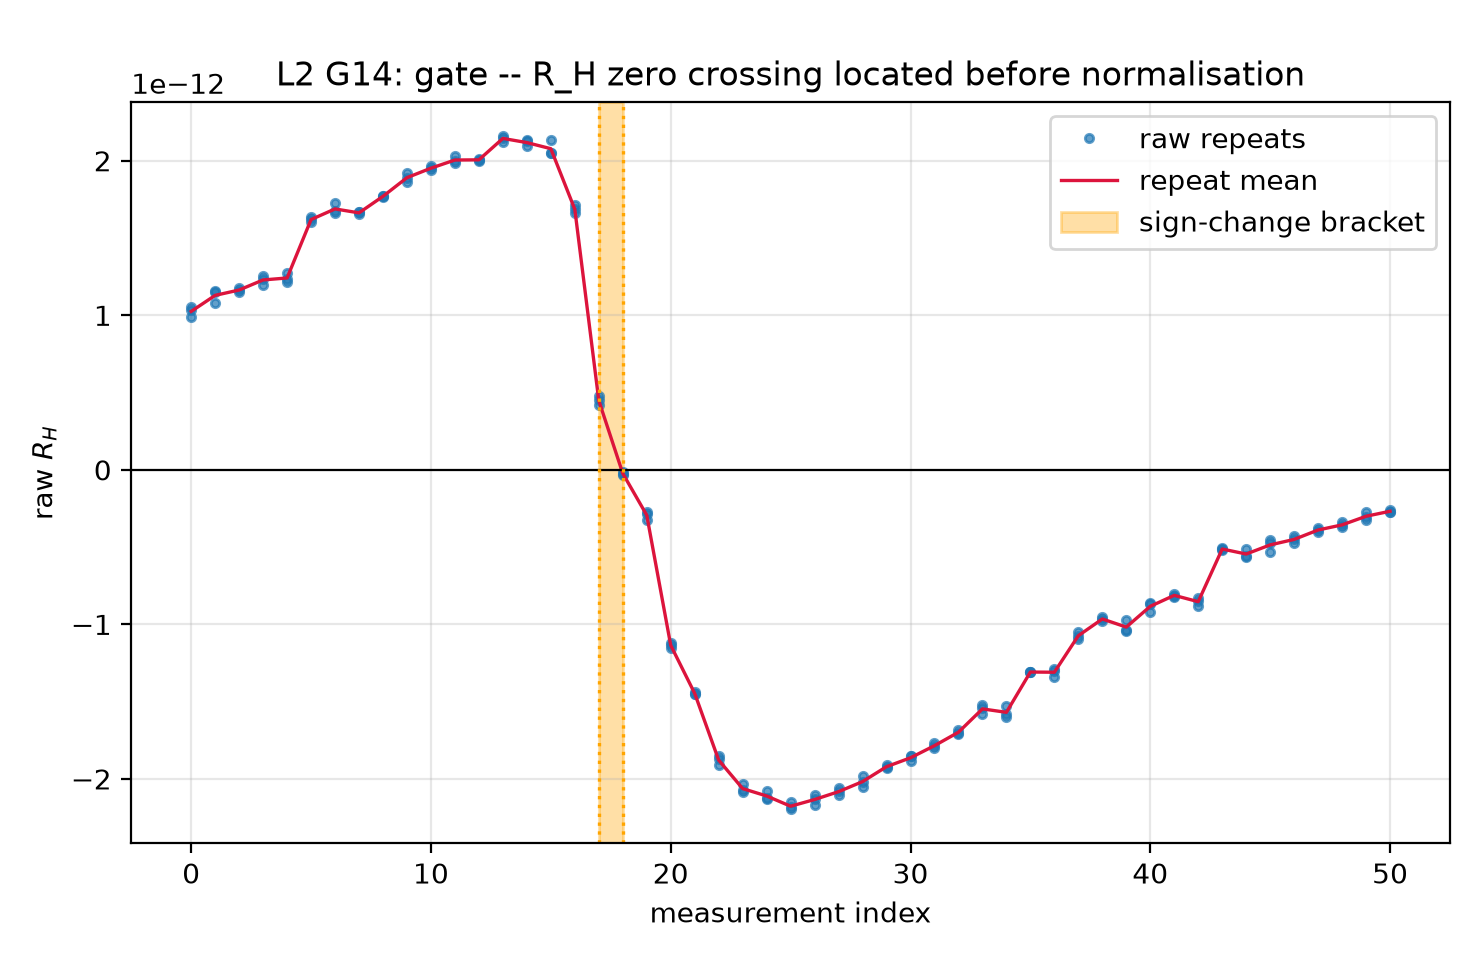 L2 G14: gate -- R_H zero crossing located before normalisation
1e−12
raw repeats
repeat mean
sign-change bracket
2
1
0
−1
−2
raw R_H
0 10 20 30 40 50
measurement index